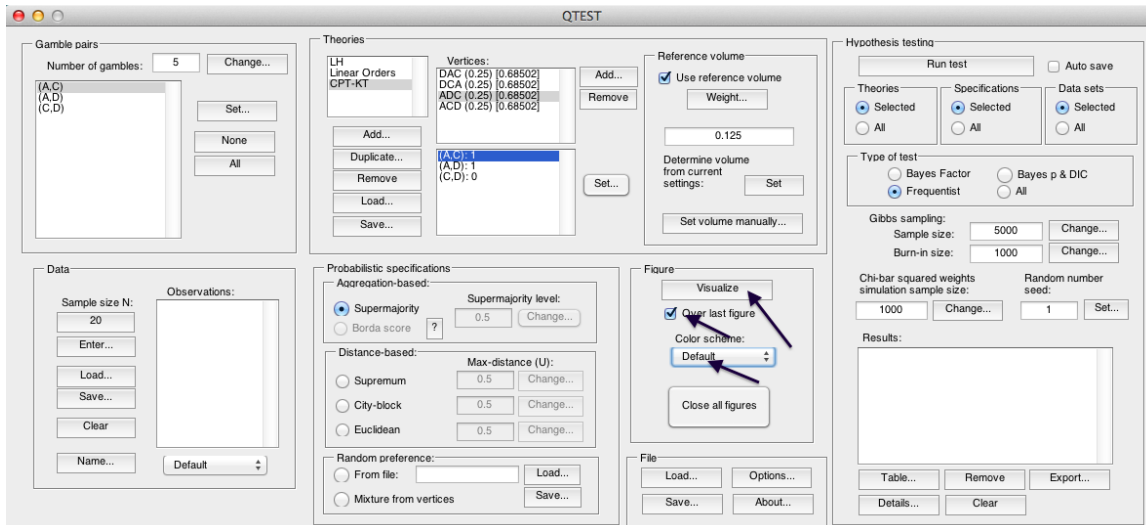 QTEST
Gamble pairs
Number of gambles: 5 Change...
(A,C)
(A,D)
(C,D)
Set...
None
All
Theories
LH
Linear Orders
CPT-KT
Add...
Duplicate...
Remove
Load...
Save...
Vertices:
DAC (0.25) [0.68502]
DCA (0.25) [0.68502]
ADC (0.25) [0.68502]
ACD (0.25) [0.68502]
Add...
Remove
(A,C): 1
(A,D): 1
(C,D): 0
Set...
Reference volume
Use reference volume
Weight...
0.125
Determine volume
from current
settings: Set
Set volume manually...
Hypothesis testing
Run test Auto save
Theories Specifications Data sets
Selected Selected Selected
All All All
Type of test
Bayes Factor Bayes p & DIC
Frequentist All
Gibbs sampling:
Sample size: 5000 Change...
Burn-in size: 1000 Change...
Chi-bar squared weights
simulation sample size:
Random number
seed:
1000 Change... 1 Set...
Results:
Table... Remove Export...
Details... Clear
Data
Sample size N:
20
Enter...
Load...
Save...
Clear
Name...
Observations:
Default
Probabilistic specifications
Aggregation-based:
Supermajority
Borda score ?
Supermajority level:
0.5 Change...
Distance-based:
Max-distance (U):
Supremum 0.5 Change...
City-block 0.5 Change...
Euclidean 0.5 Change...
Random preference:
From file: Load...
Mixture from vertices Save...
Figure
Visualize
Over last figure
Color scheme:
Default
Close all figures
File
Load... Options...
Save... About...